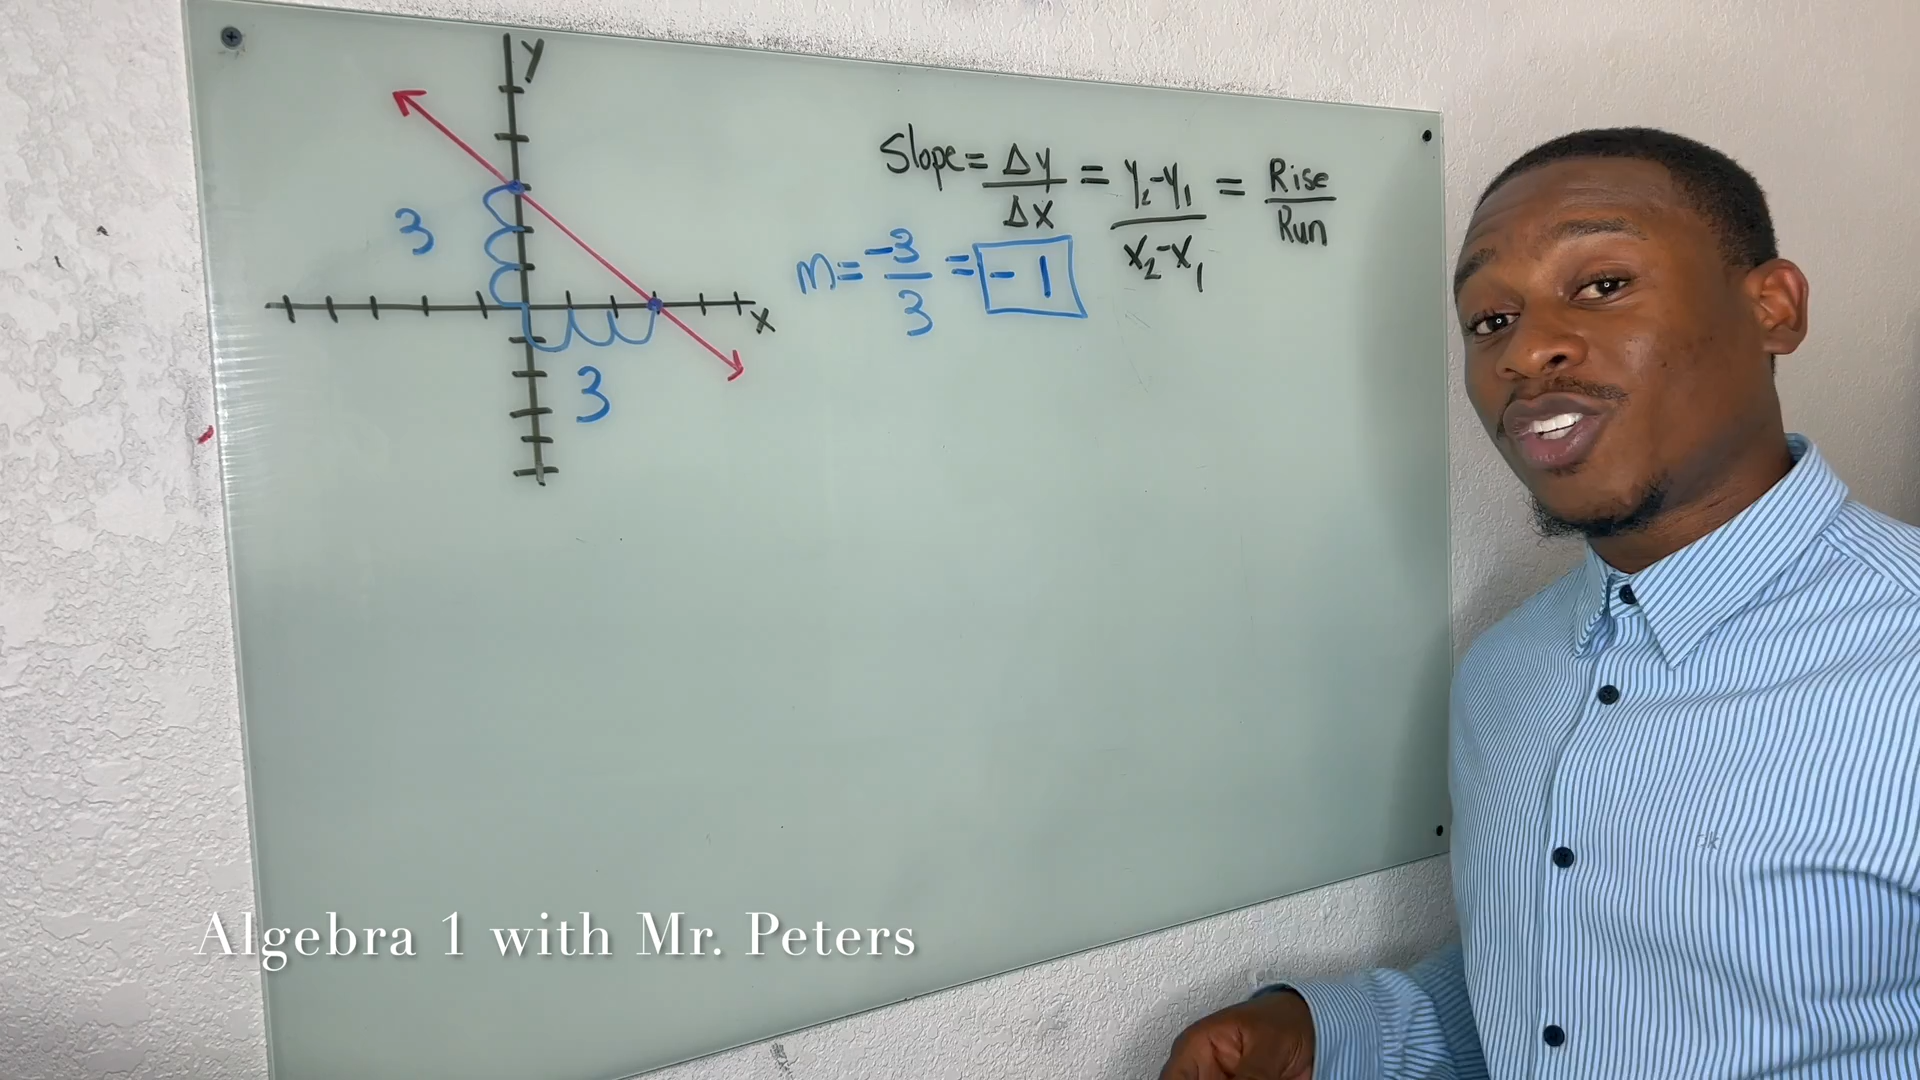 y
Slope = Δy/Δx = y₂-y₁/x₂-x₁ = Rise/Run
3
m = -3/3 = -1
x
3
Algebra 1 with Mr. Peters